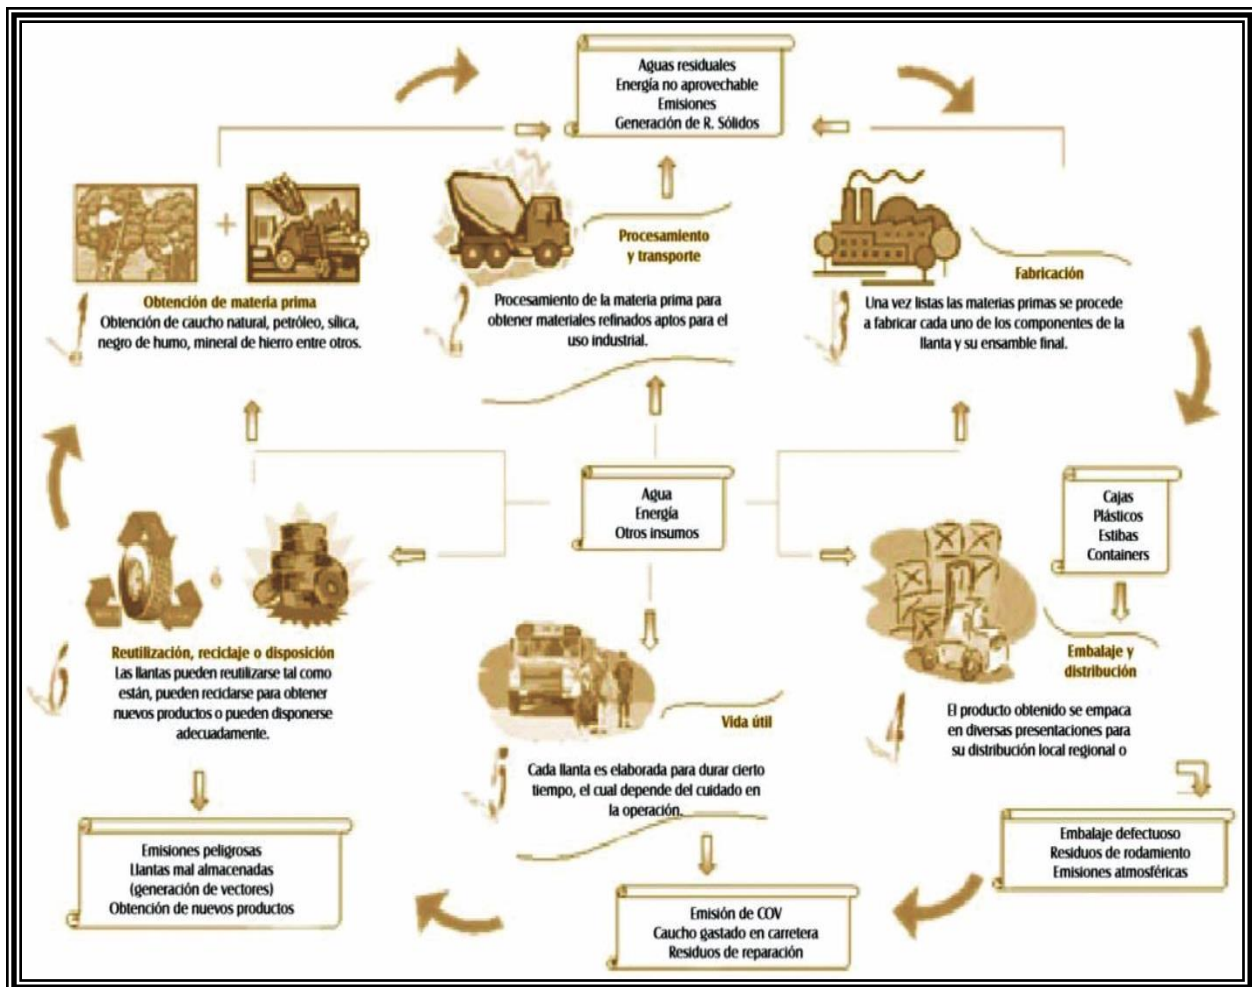 Aguas residuales
Energía no aprovechable
Emisiones
Generación de R. Sólidos
1
Obtención de materia prima
Obtención de caucho natural, petróleo, sílica,
negro de humo, mineral de hierro entre otros.
2
Procesamiento
y transporte
Procesamiento de la materia prima para
obtener materiales refinados aptos para el
uso industrial.
3
Fabricación
Una vez listas las materias primas se procede
a fabricar cada uno de los componentes de la
llanta y su ensamble final.
Agua
Energía
Otros insumos
Cajas
Plásticos
Estibas
Containers
4
Embalaje y
distribución
El producto obtenido se empaca
en diversas presentaciones para
su distribución local regional o
Embalaje defectuoso
Residuos de rodamiento
Emisiones atmosféricas
5
Vida útil
Cada llanta es elaborada para durar cierto
tiempo, el cual depende del cuidado en
la operación.
Emisión de COV
Caucho gastado en carretera
Residuos de reparación
6
Reutilización, reciclaje o disposición
Las llantas pueden reutilizarse tal como
están, pueden reciclarse para obtener
nuevos productos o pueden disponerse
adecuadamente.
Emisiones peligrosas
Llantas mal almacenadas
(generación de vectores)
Obtención de nuevos productos